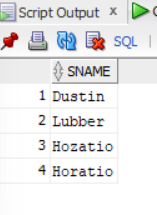 Script Output x
SQL
SNAME
1 Dustin
2 Lubber
3 Hozatio
4 Horatio